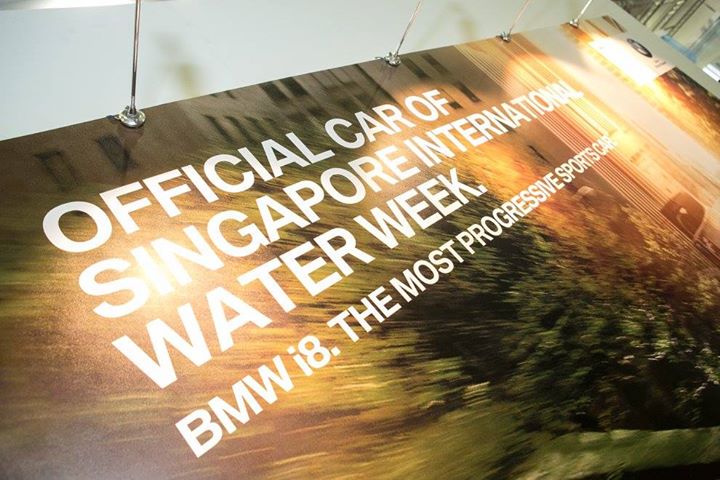 OFFICIAL CAR OF
SINGAPORE INTERNATIONAL
WATER WEEK.
BMW i8. THE MOST PROGRESSIVE SPORTS CAR.